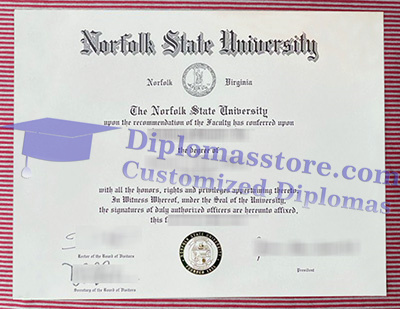 Norfolk State University
Norfolk Virginia
The Norfolk State University
upon the recommendation of the Faculty has conferred upon
the degree of
Diplomasstore.com
Customized Diplomas
with all the honors, rights and privileges appertaining thereto.
In Witness Whereof, under the Seal of the University,
the signatures of duly authorized officers are hereunto affixed,
this
Rector of the Board of Visitors
President
Secretary of the Board of Visitors